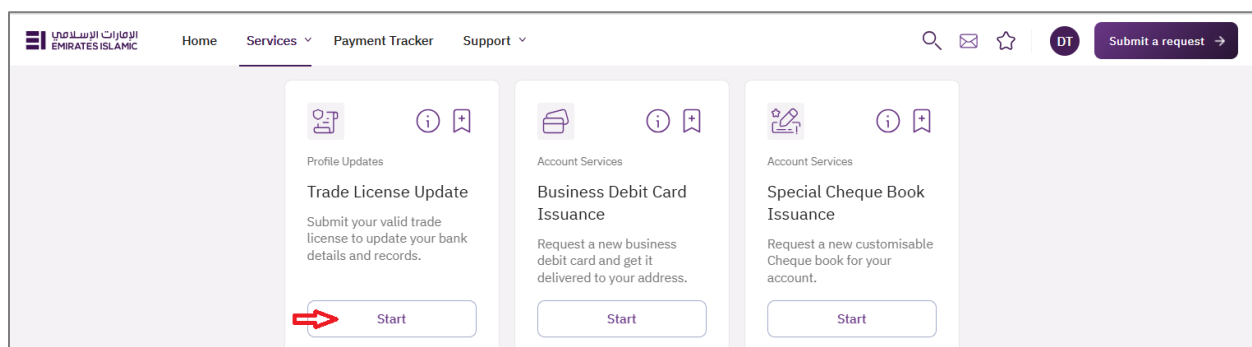 الإمارات الإسلامي
EMIRATES ISLAMIC
Home Services Payment Tracker Support DT Submit a request →
Profile Updates
Trade License Update
Submit your valid trade
license to update your bank
details and records.
Start
Account Services
Business Debit Card
Issuance
Request a new business
debit card and get it
delivered to your address.
Start
Account Services
Special Cheque Book
Issuance
Request a new customisable
Cheque book for your
account.
Start